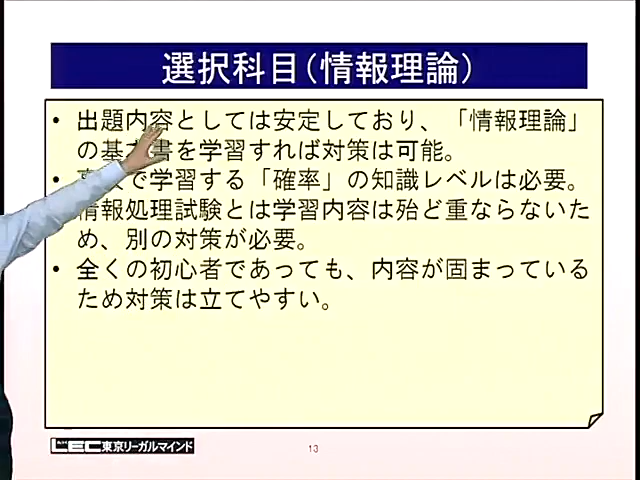 選択科目(情報理論)
• 出題内容としては安定しており、「情報理論」
の基本書を学習すれば対策は可能。
• で学習する「確率」の知識レベルは必要。
情報処理試験とは学習内容は殆ど重ならないた
め、別の対策が必要。
• 全くの初心者であっても、内容が固まっている
ため対策は立てやすい。
LEC東京リーガルマインド
13